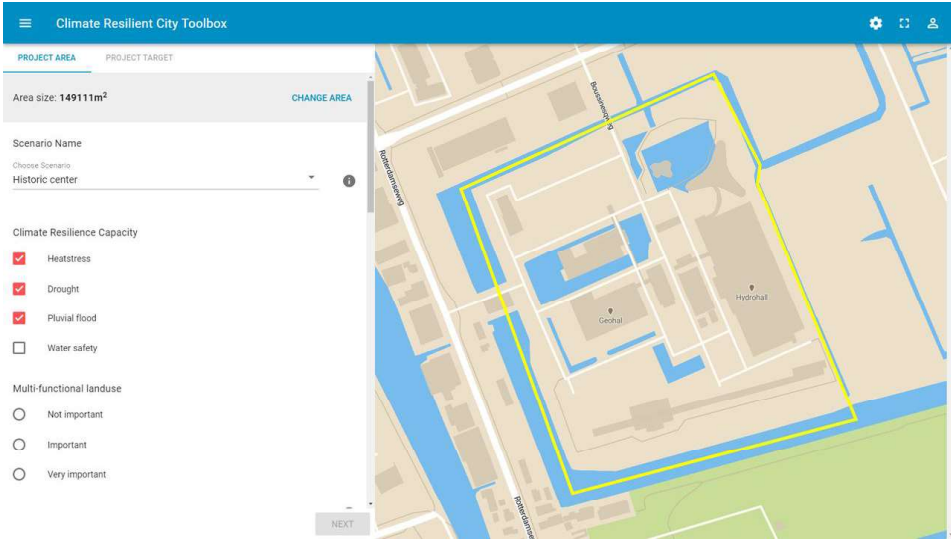 Climate Resilient City Toolbox
PROJECT AREA
PROJECT TARGET
Area size: 149111m²
CHANGE AREA
Scenario Name
Choose Scenario
Historic center
Climate Resilience Capacity
Heatstress
Drought
Pluvial flood
Water safety
Multi-functional landuse
Not important
Important
Very important
NEXT
Boussinesqweg
Rotterdamseweg
Geohal
Hydrohall